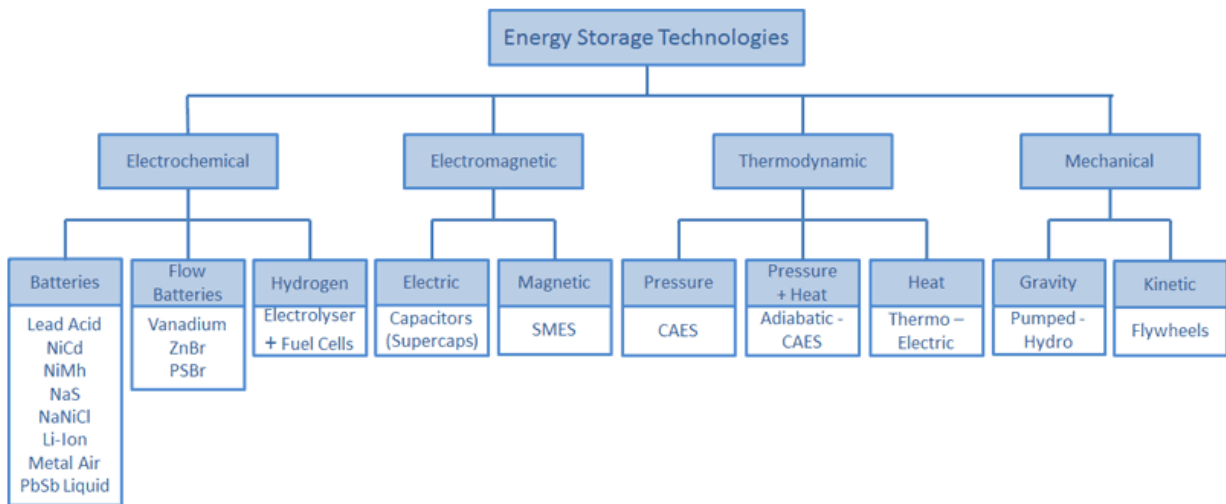 Energy Storage Technologies
Electrochemical
Electromagnetic
Thermodynamic
Mechanical
Batteries
Lead Acid
NiCd
NiMh
NaS
NaNiCl
Li-Ion
Metal Air
PbSb Liquid
Flow
Batteries
Vanadium
ZnBr
PSBr
Hydrogen
Electrolyser
+ Fuel Cells
Electric
Capacitors
(Supercaps)
Magnetic
SMES
Pressure
CAES
Pressure
+ Heat
Adiabatic -
CAES
Heat
Thermo –
Electric
Gravity
Pumped -
Hydro
Kinetic
Flywheels